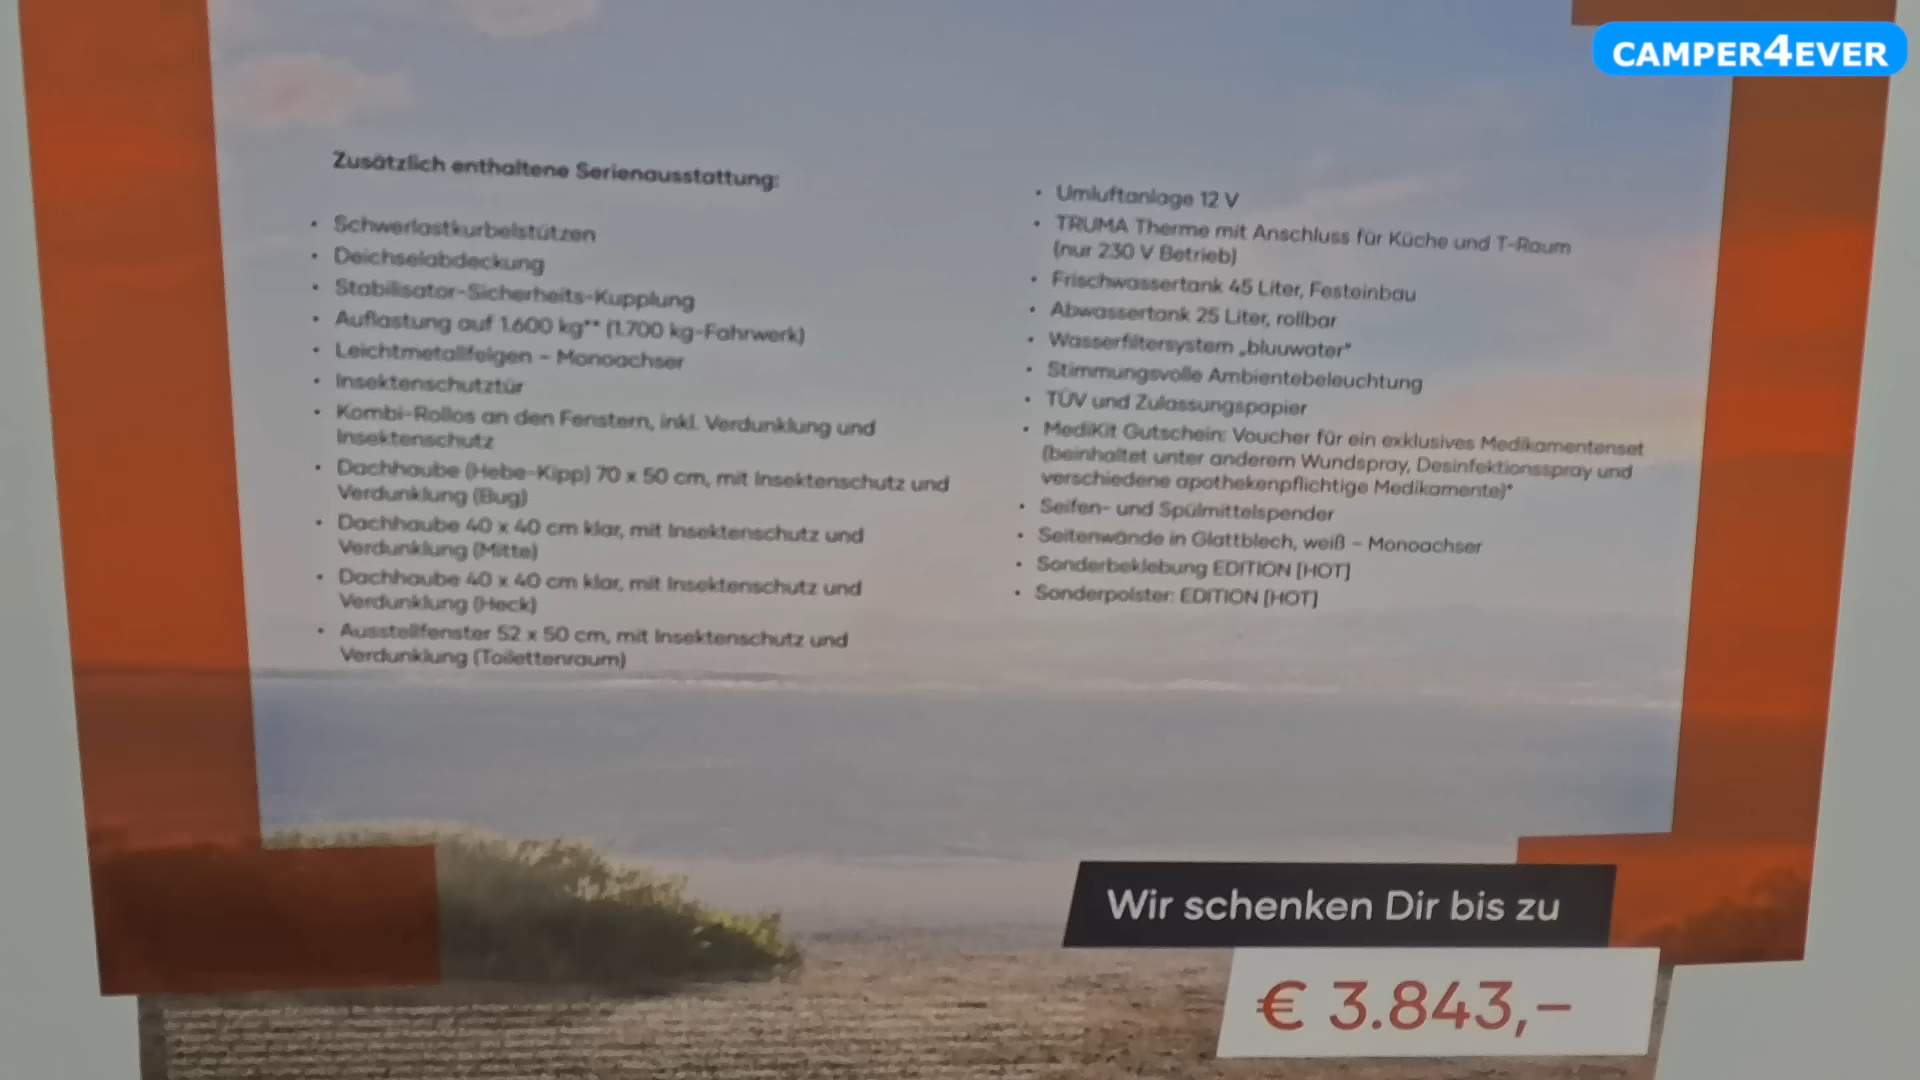 CAMPER4EVER
Zusätzlich enthaltene Serienausstattung:
• Schwerlastkurbelstützen
• Deichselabdeckung
• Stabilisator-Sicherheits-Kupplung
• Auflastung auf 1.600 kg** (1.700 kg-Fahrwerk)
• Leichtmetallfelgen – Monoachser
• Insektenschutztür
• Kombi-Rollos an den Fenstern, inkl. Verdunklung und
Insektenschutz
• Dachhaube (Hebe-Kipp) 70 x 50 cm, mit Insektenschutz und
Verdunklung (Bug)
• Dachhaube 40 x 40 cm klar, mit Insektenschutz und
Verdunklung (Mitte)
• Dachhaube 40 x 40 cm klar, mit Insektenschutz und
Verdunklung (Heck)
• Ausstellfenster 52 x 50 cm, mit Insektenschutz und
Verdunklung (Toilettenraum)
• Umluftanlage 12 V
• TRUMA Therme mit Anschluss für Küche und T-Raum
(nur 230 V Betrieb)
• Frischwassertank 45 Liter, Festeinbau
• Abwassertank 25 Liter, rollbar
• Wasserfiltersystem „bluuwater"
• Stimmungsvolle Ambientebeleuchtung
• TÜV und Zulassungspapier
• MediKit Gutschein: Voucher für ein exklusives Medikamentenset
(beinhaltet unter anderem Wundspray, Desinfektionsspray und
verschiedene apothekenpflichtige Medikamente)*
• Seifen- und Spülmittelspender
• Seitenwände in Glattblech, weiß – Monoachser
• Sonderbeklebung EDITION [HOT]
• Sonderpolster: EDITION [HOT]
Wir schenken Dir bis zu
€ 3.843,–